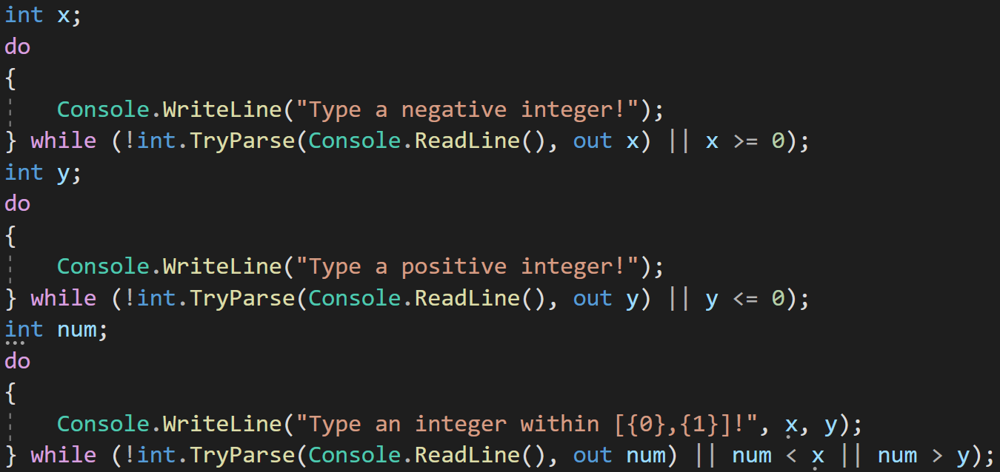 int x;
do
{
    Console.WriteLine("Type a negative integer!");
} while (!int.TryParse(Console.ReadLine(), out x) || x >= 0);
int y;
do
{
    Console.WriteLine("Type a positive integer!");
} while (!int.TryParse(Console.ReadLine(), out y) || y <= 0);
int num;
do
{
    Console.WriteLine("Type an integer within [{0},{1}]!", x, y);
} while (!int.TryParse(Console.ReadLine(), out num) || num < x || num > y);